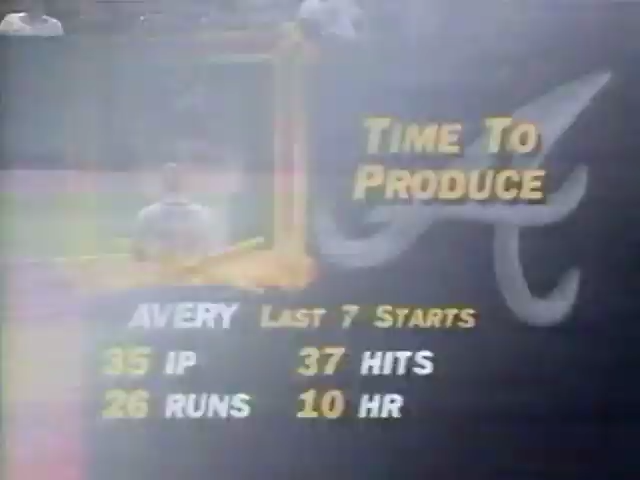 TIME TO
PRODUCE
AVERY LAST 7 STARTS
35 IP 37 HITS
26 RUNS 10 HR